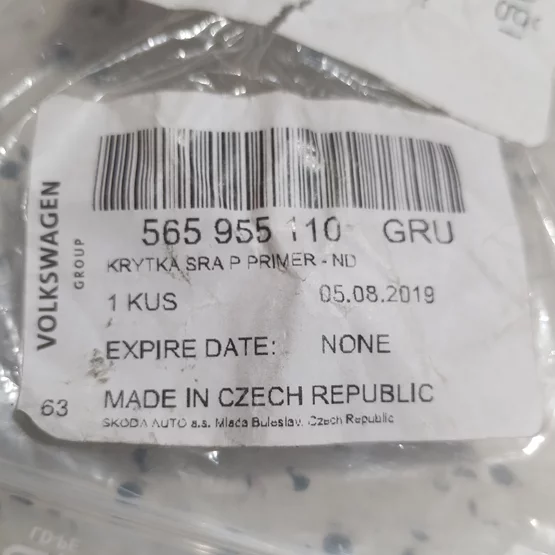 VOLKSWAGEN
GROUP
565 955 110 GRU
KRYTKA SRA P PRIMER - ND
1 KUS 05.08.2019
EXPIRE DATE: NONE
63
MADE IN CZECH REPUBLIC
ŠKODA AUTO a.s. Mladá Boleslav, Czech Republic